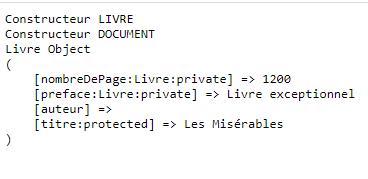 Constructeur LIVRE
Constructeur DOCUMENT
Livre Object
(
    [nombreDePage:Livre:private] => 1200
    [preface:Livre:private] => Livre exceptionnel
    [auteur] =>
    [titre:protected] => Les Misérables
)